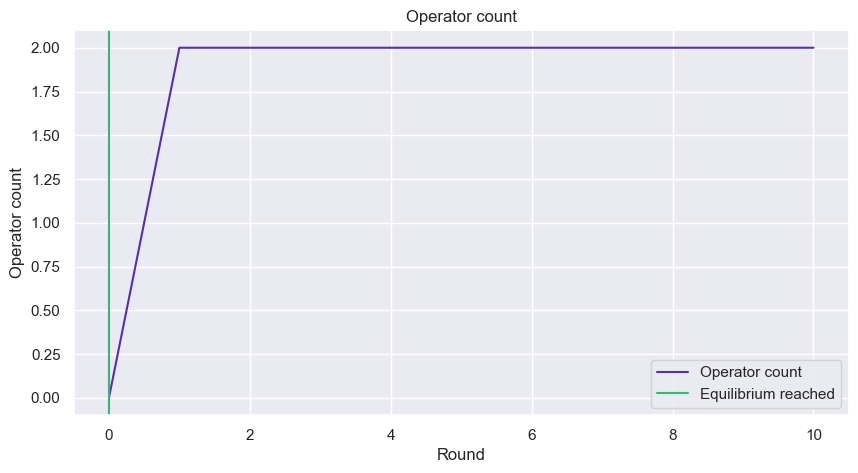 Operator count
2.00
1.75
1.50
1.25
1.00
0.75
0.50
0.25
0.00
Operator count
0 2 4 6 8 10
Round
Operator count
Equilibrium reached